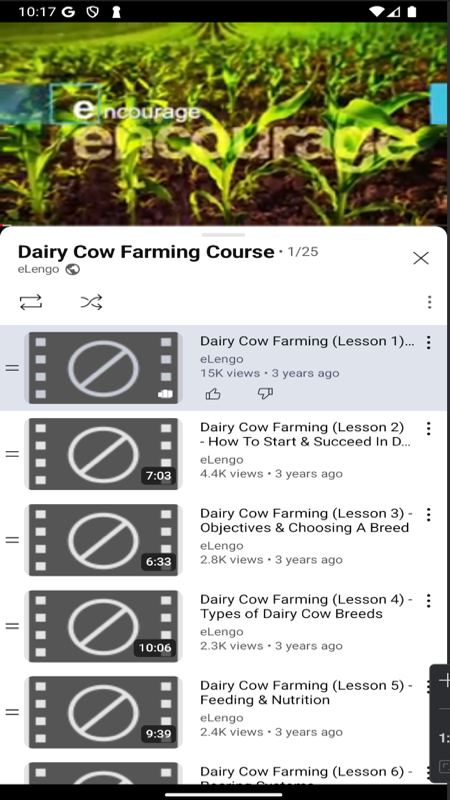 10:17
encourage
encourage
Dairy Cow Farming Course · 1/25
eLengo
Dairy Cow Farming (Lesson 1)...
eLengo
15K views • 3 years ago
Dairy Cow Farming (Lesson 2)
- How To Start & Succeed In D...
eLengo
4.4K views • 3 years ago
7:03
Dairy Cow Farming (Lesson 3) -
Objectives & Choosing A Breed
eLengo
2.8K views • 3 years ago
6:33
Dairy Cow Farming (Lesson 4) -
Types of Dairy Cow Breeds
eLengo
2.3K views • 3 years ago
10:06
Dairy Cow Farming (Lesson 5) -
Feeding & Nutrition
eLengo
2.4K views • 3 years ago
9:39
1:
Dairy Cow Farming (Lesson 6) -